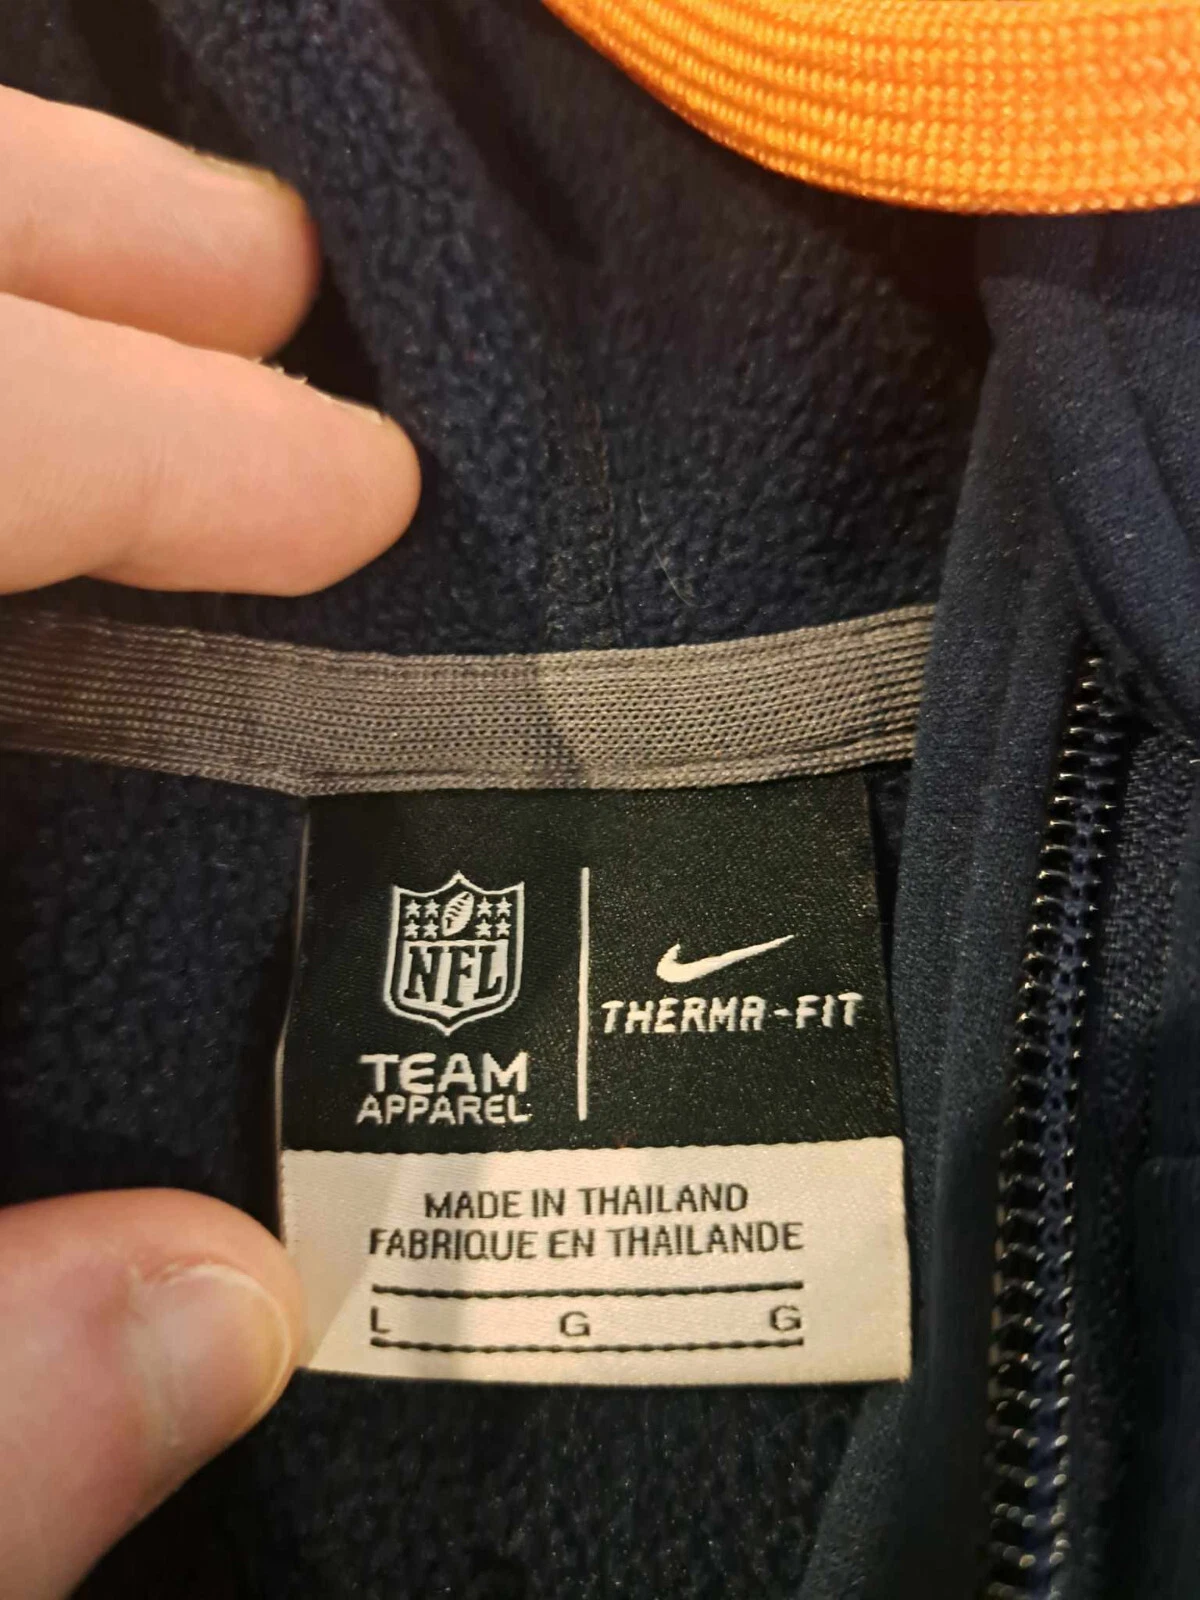 NFL
TEAM
APPAREL
THERMA-FIT
MADE IN THAILAND
FABRIQUE EN THAILANDE
L G G